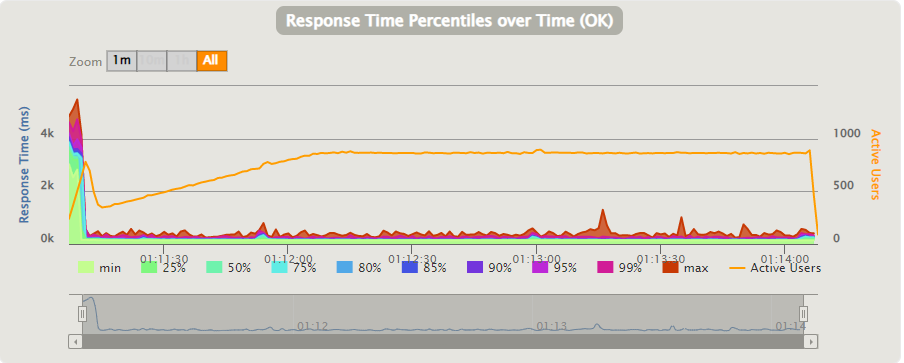 Response Time Percentiles over Time (OK)
Zoom 1m 10m 1h All
Response Time (ms)
4k
2k
0k
1000
500
0
Active Users
01:11:30 01:12:00 01:12:30 01:13:00 01:13:30 01:14:00
min 25% 50% 75% 80% 85% 90% 95% 99% max Active Users
01:12 01:13 01:14